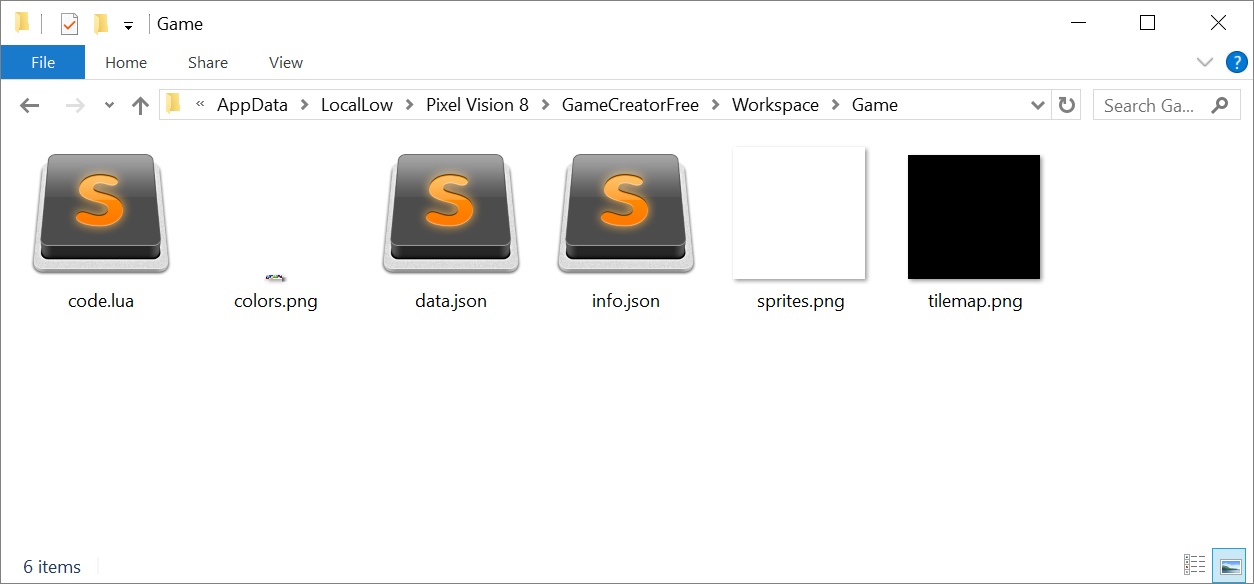 Game
File Home Share View
?
« AppData > LocalLow > Pixel Vision 8 > GameCreatorFree > Workspace > Game
Search Ga...
S S S
code.lua colors.png data.json info.json sprites.png tilemap.png
6 items